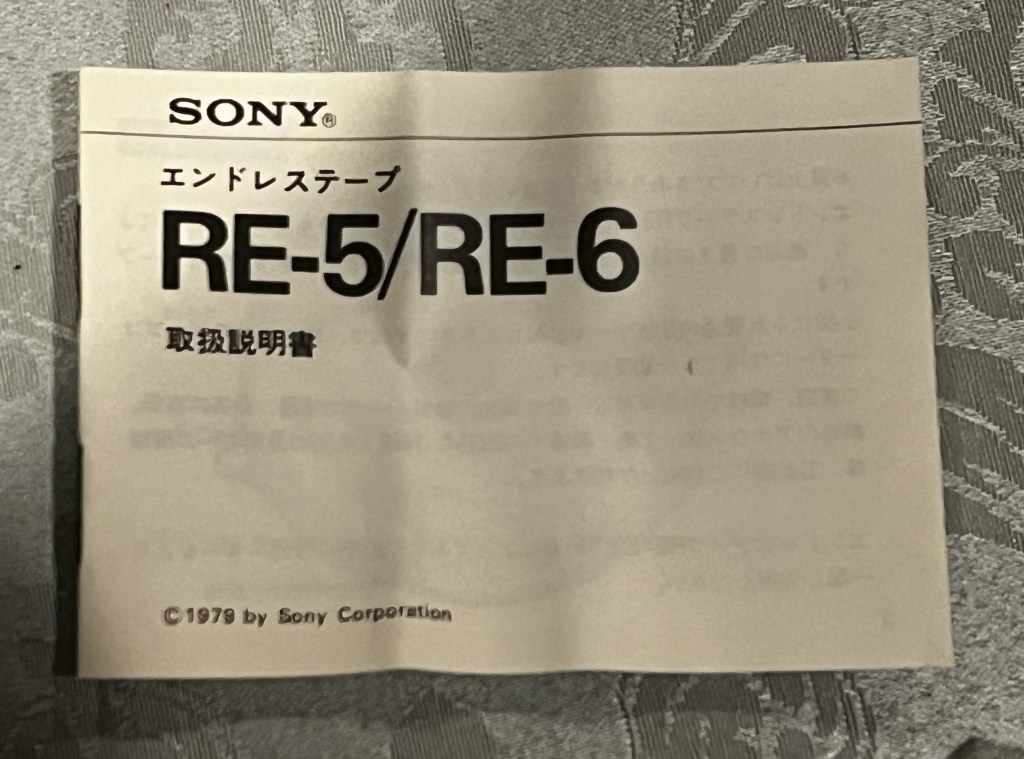 SONY®
エンドレステープ
RE-5/RE-6
取扱説明書
©1979 by Sony Corporation